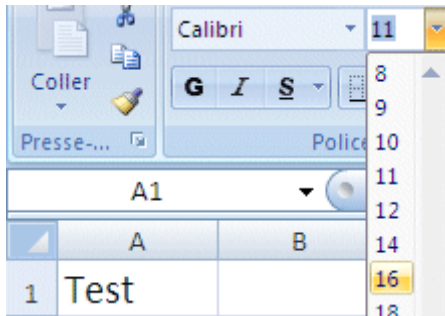 Calibri 11
Coller
G I S
Presse-... Police
8
9
10
11
12
14
16
18
A1
A B
1 Test